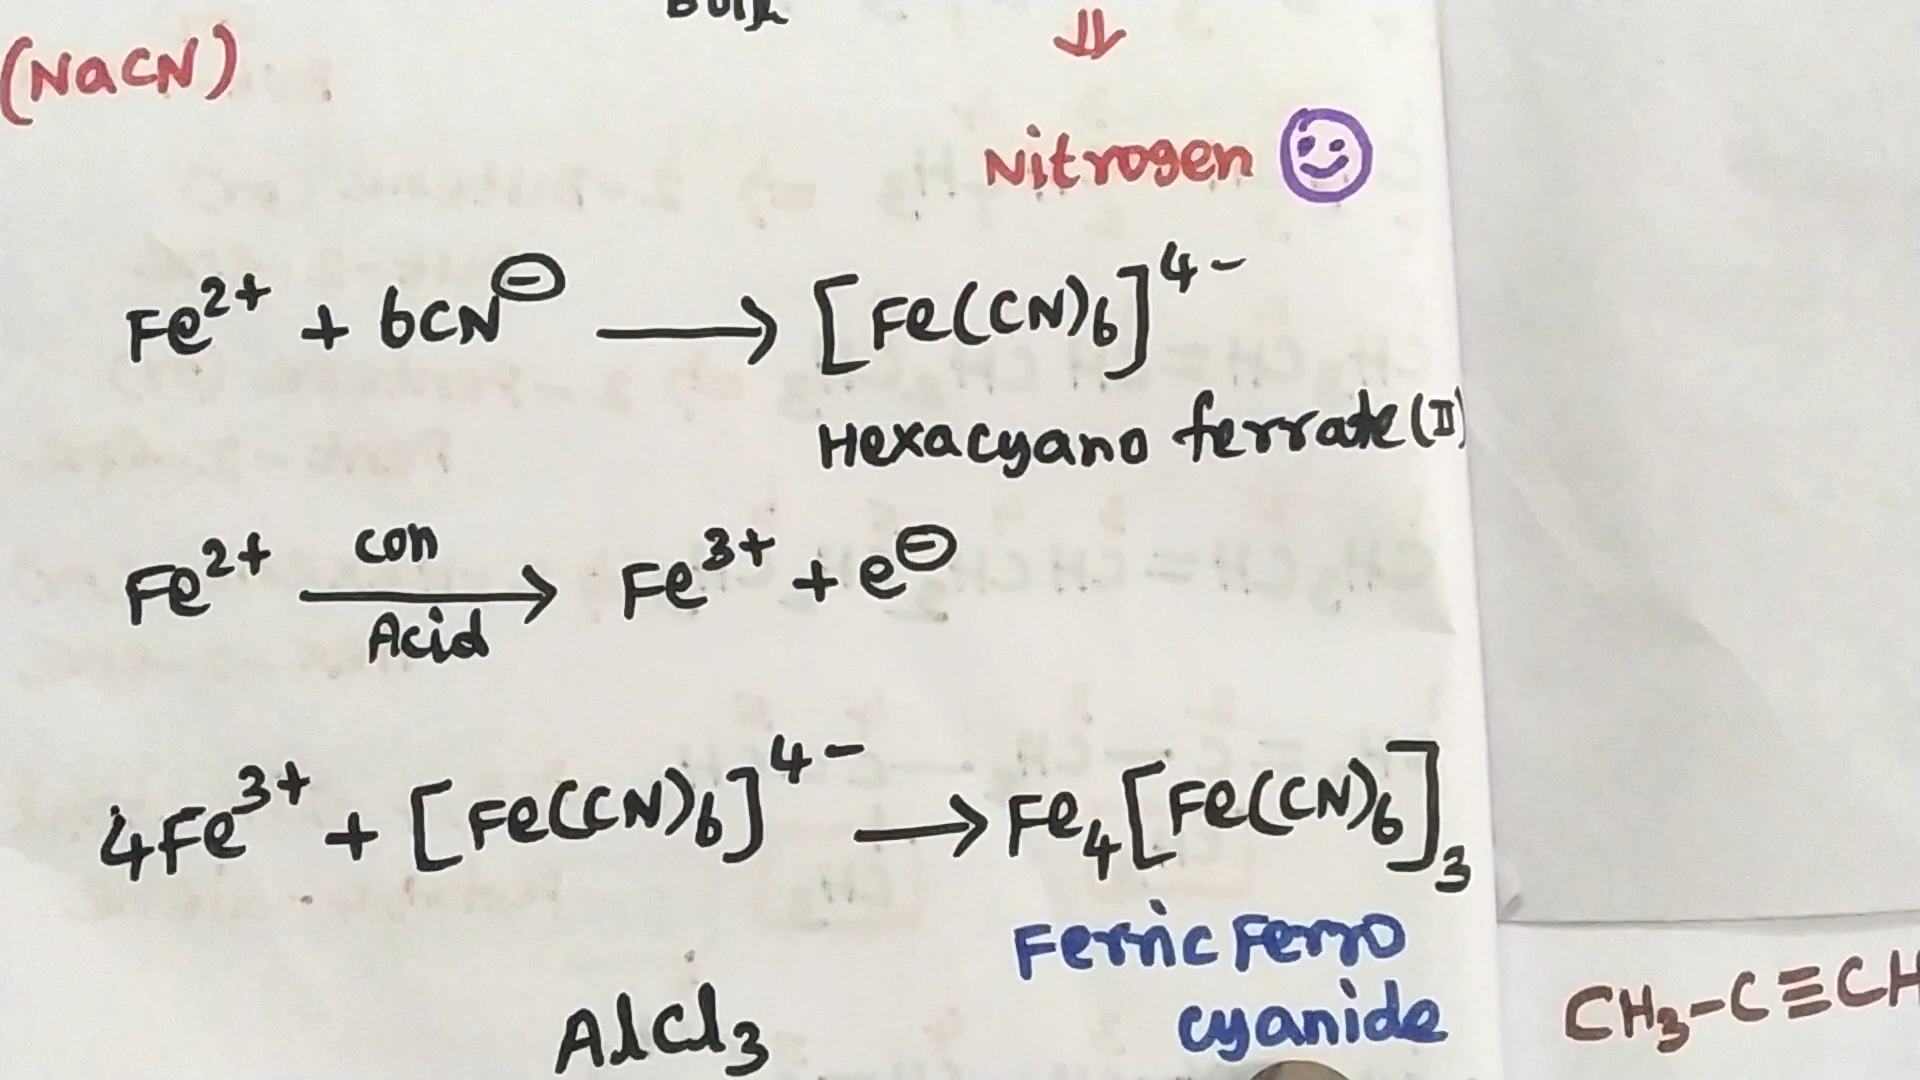 (NaCN)
Nitrogen
Fe²⁺ + 6CN⊖ ⟶ [Fe(CN)₆]⁴⁻
Hexacyano ferrate (II)
Fe²⁺ con Acid ⟶ Fe³⁺ + e⊖
4Fe³⁺ + [Fe(CN)₆]⁴⁻ ⟶ Fe₄[Fe(CN)₆]₃
Ferric Ferro
cyanide
AlCl₃
CH₃-C≡CH